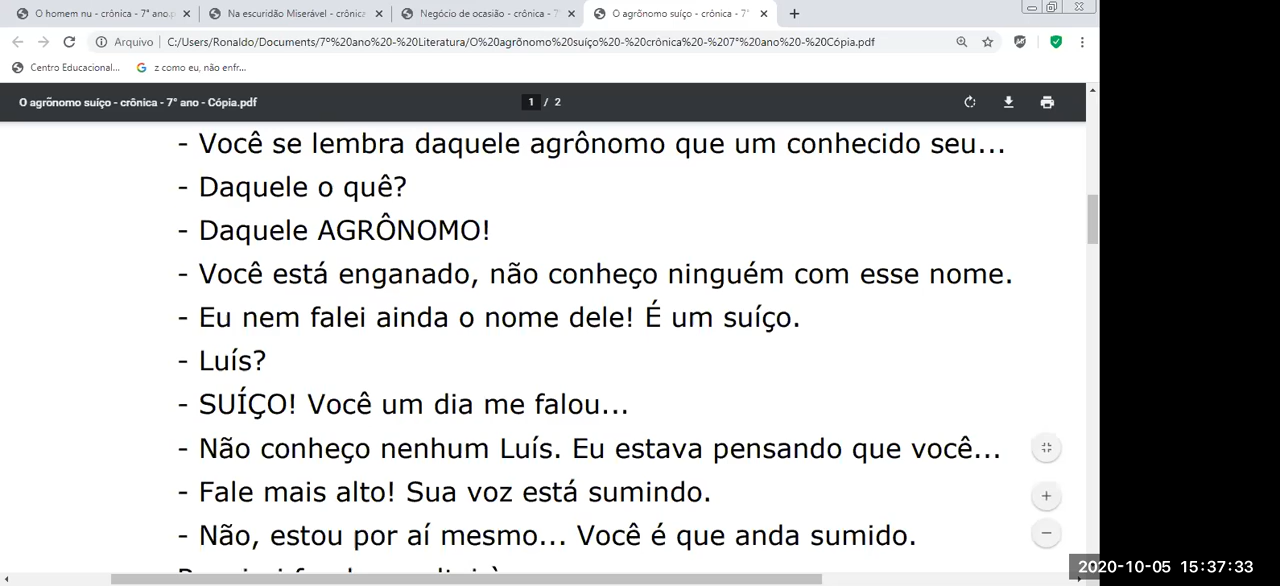 O homem nu - crônica - 7° ano.p
Na escuridão Miserável - crônica
Negócio de ocasião - crônica - 7°
O agrônomo suíço - crônica - 7°
Arquivo | C:/Users/Ronaldo/Documents/7º%20ano%20-%20Literatura/O%20agrônomo%20suíço%20-%20crônica%20-%207°%20ano%20-%20Cópia.pdf
Centro Educacional...
z como eu, não enfr...
O agrônomo suíço - crônica - 7° ano - Cópia.pdf
1 / 2
- Você se lembra daquele agrônomo que um conhecido seu...
- Daquele o quê?
- Daquele AGRÔNOMO!
- Você está enganado, não conheço ninguém com esse nome.
- Eu nem falei ainda o nome dele! É um suíço.
- Luís?
- SUÍÇO! Você um dia me falou...
- Não conheço nenhum Luís. Eu estava pensando que você...
- Fale mais alto! Sua voz está sumindo.
- Não, estou por aí mesmo... Você é que anda sumido.
2020-10-05 15:37:33